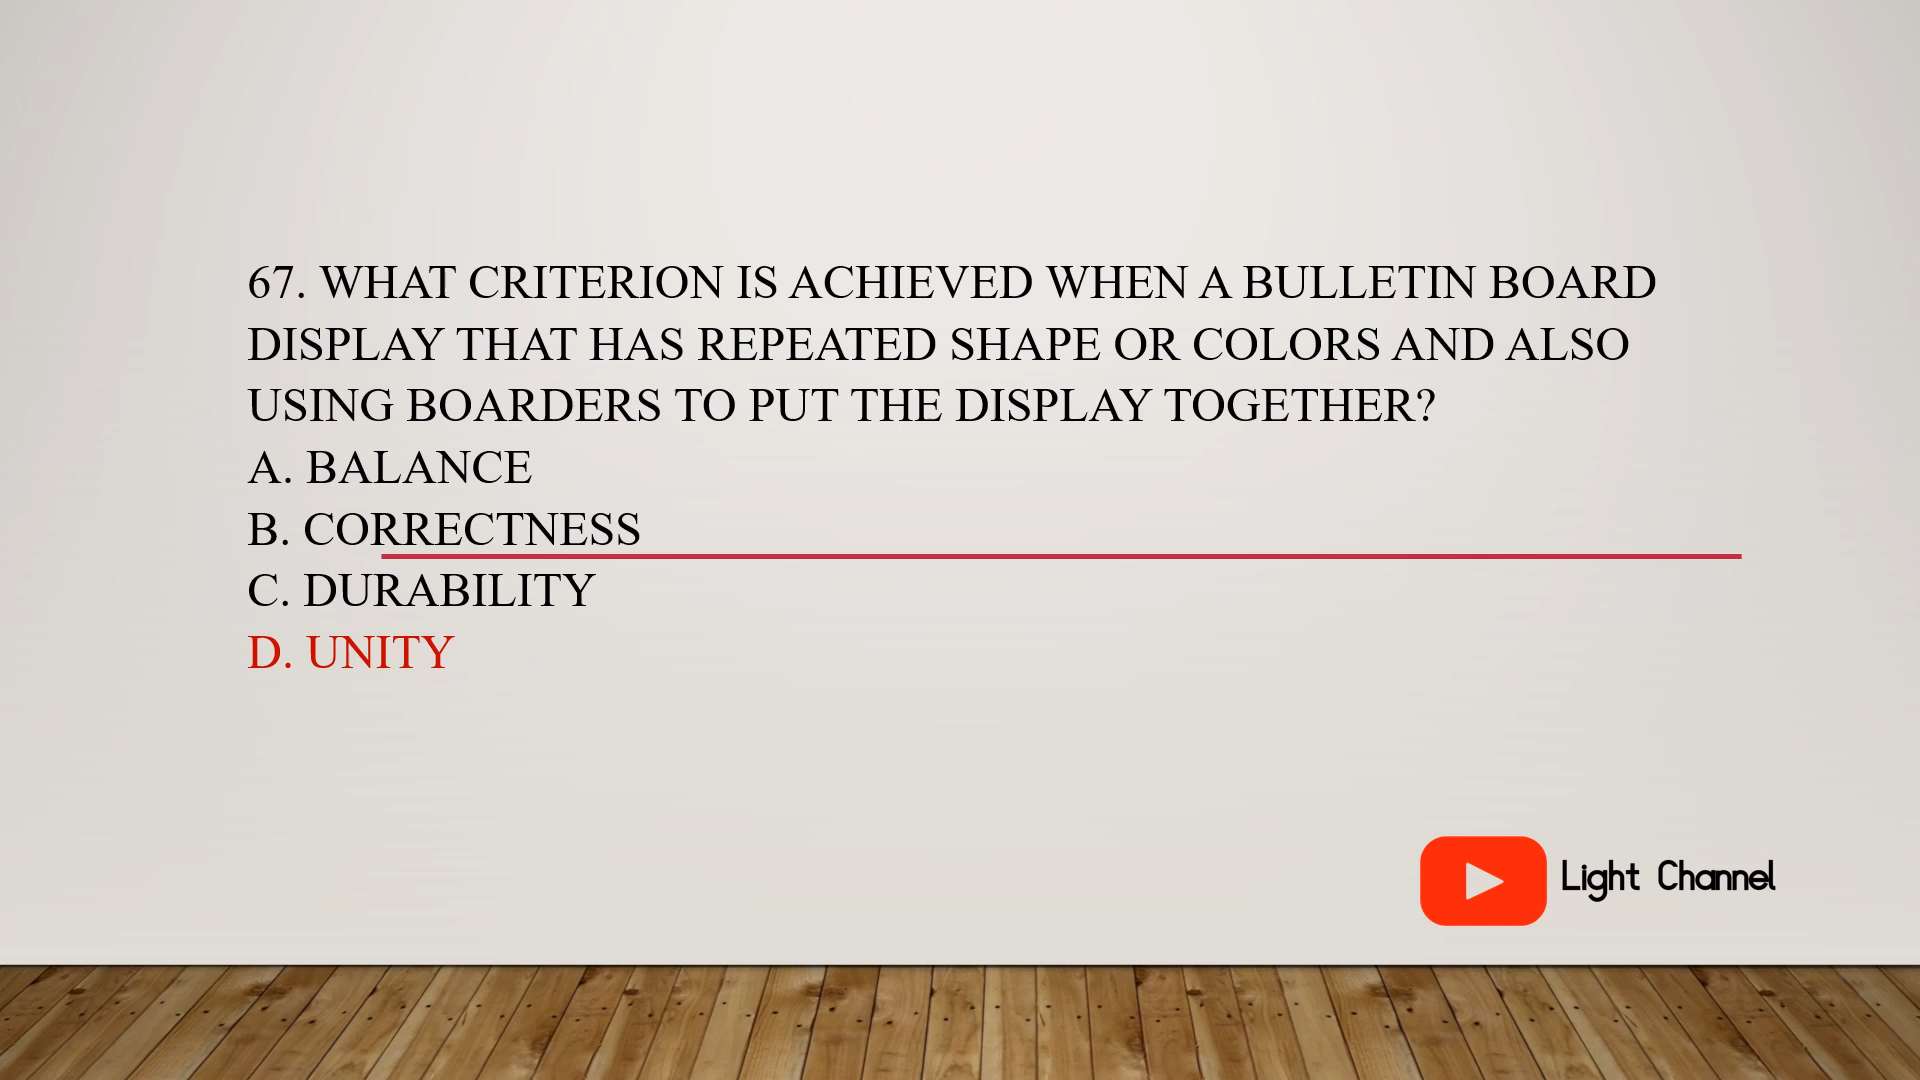 67. WHAT CRITERION IS ACHIEVED WHEN A BULLETIN BOARD
DISPLAY THAT HAS REPEATED SHAPE OR COLORS AND ALSO
USING BOARDERS TO PUT THE DISPLAY TOGETHER?
A. BALANCE
B. CORRECTNESS
C. DURABILITY
D. UNITY
Light Channel